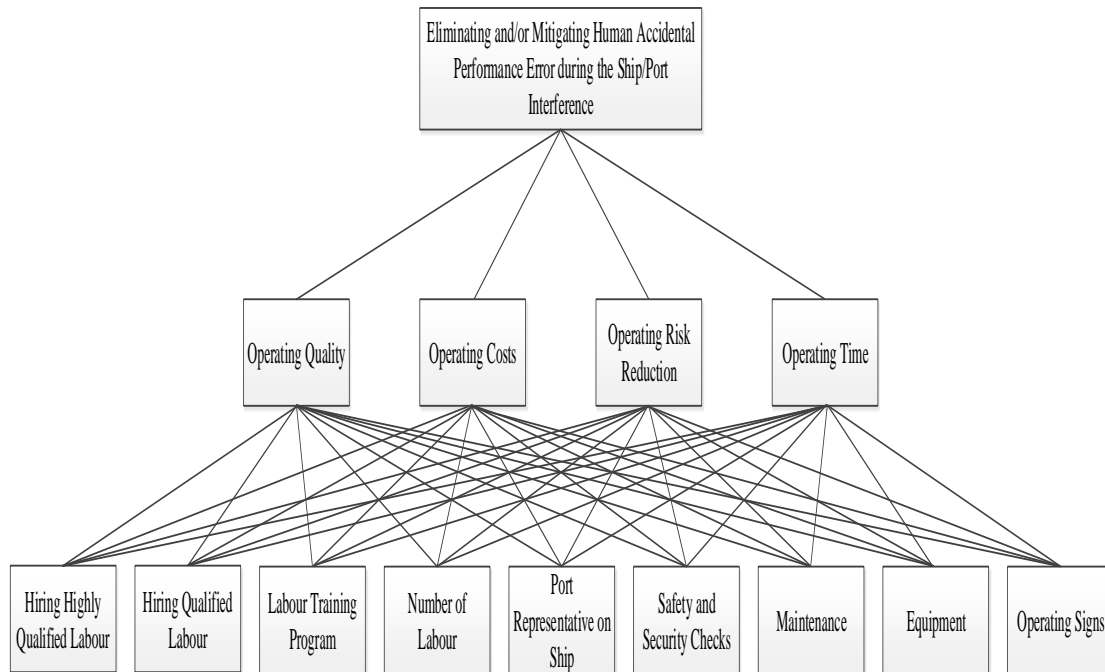 Eliminating and/or Mitigating Human Accidental
Performance Error during the Ship/Port
Interference
Operating Quality
Operating Costs
Operating Risk
Reduction
Operating Time
Hiring Highly
Qualified Labour
Hiring Qualified
Labour
Labour Training
Program
Number of
Labour
Port
Representative on
Ship
Safety and
Security Checks
Maintenance
Equipment
Operating Signs